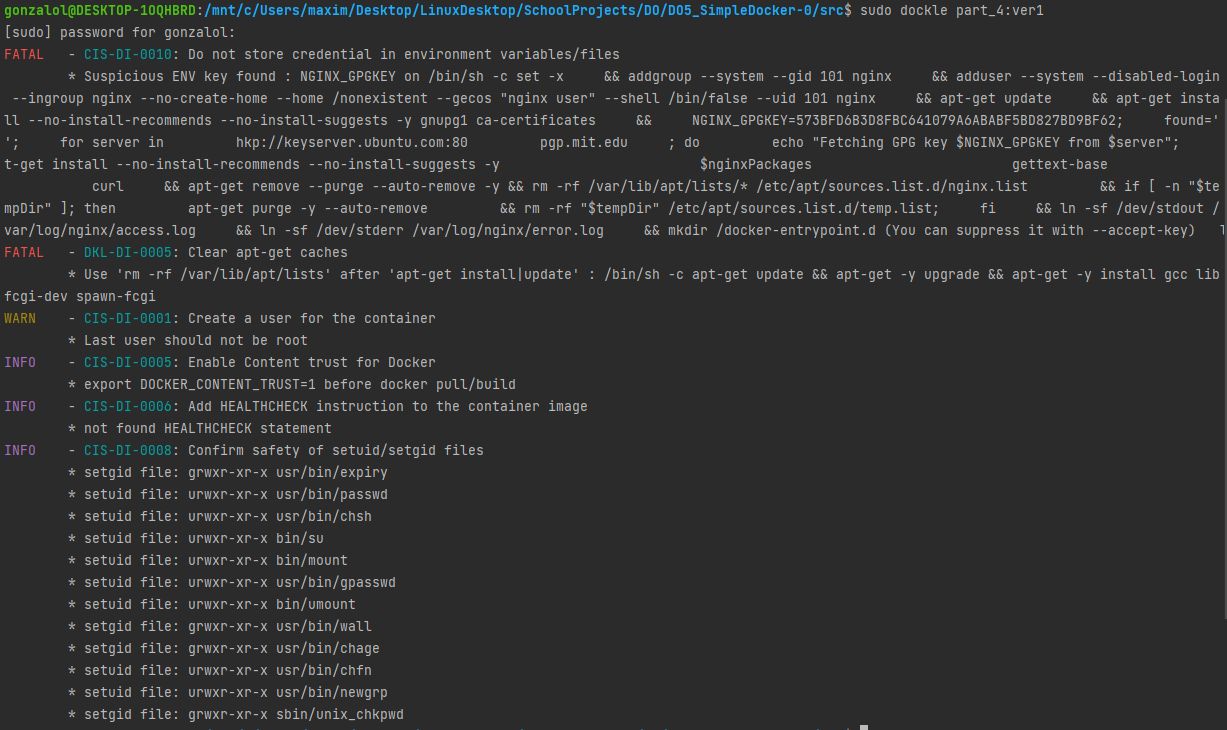 gonzalol@DESKTOP-1OQHBRD:/mnt/c/Users/maxim/Desktop/LinuxDesktop/SchoolProjects/DO/DO5_SimpleDocker-0/src$ sudo dockle part_4:ver1
[sudo] password for gonzalol:
FATAL   - CIS-DI-0010: Do not store credential in environment variables/files
        * Suspicious ENV key found : NGINX_GPGKEY on /bin/sh -c set -x     && addgroup --system --gid 101 nginx     && adduser --system --disabled-login
 --ingroup nginx --no-create-home --home /nonexistent --gecos "nginx user" --shell /bin/false --uid 101 nginx     && apt-get update     && apt-get insta
ll --no-install-recommends --no-install-suggests -y gnupg1 ca-certificates     &&     NGINX_GPGKEY=573BFD6B3D8FBC641079A6ABABF5BD827BD9BF62;     found='
';     for server in         hkp://keyserver.ubuntu.com:80         pgp.mit.edu     ; do         echo "Fetching GPG key $NGINX_GPGKEY from $server";
t-get install --no-install-recommends --no-install-suggests -y                         $nginxPackages                         gettext-base
           curl     && apt-get remove --purge --auto-remove -y && rm -rf /var/lib/apt/lists/* /etc/apt/sources.list.d/nginx.list         && if [ -n "$te
mpDir" ]; then         apt-get purge -y --auto-remove         && rm -rf "$tempDir" /etc/apt/sources.list.d/temp.list;     fi     && ln -sf /dev/stdout /
var/log/nginx/access.log     && ln -sf /dev/stderr /var/log/nginx/error.log     && mkdir /docker-entrypoint.d (You can suppress it with --accept-key)
FATAL   - DKL-DI-0005: Clear apt-get caches
        * Use 'rm -rf /var/lib/apt/lists' after 'apt-get install|update' : /bin/sh -c apt-get update && apt-get -y upgrade && apt-get -y install gcc lib
fcgi-dev spawn-fcgi
WARN    - CIS-DI-0001: Create a user for the container
        * Last user should not be root
INFO    - CIS-DI-0005: Enable Content trust for Docker
        * export DOCKER_CONTENT_TRUST=1 before docker pull/build
INFO    - CIS-DI-0006: Add HEALTHCHECK instruction to the container image
        * not found HEALTHCHECK statement
INFO    - CIS-DI-0008: Confirm safety of setuid/setgid files
        * setgid file: grwxr-xr-x usr/bin/expiry
        * setuid file: urwxr-xr-x usr/bin/passwd
        * setuid file: urwxr-xr-x usr/bin/chsh
        * setuid file: urwxr-xr-x bin/su
        * setuid file: urwxr-xr-x bin/mount
        * setuid file: urwxr-xr-x usr/bin/gpasswd
        * setuid file: urwxr-xr-x bin/umount
        * setgid file: grwxr-xr-x usr/bin/wall
        * setgid file: grwxr-xr-x usr/bin/chage
        * setuid file: urwxr-xr-x usr/bin/chfn
        * setuid file: urwxr-xr-x usr/bin/newgrp
        * setgid file: grwxr-xr-x sbin/unix_chkpwd